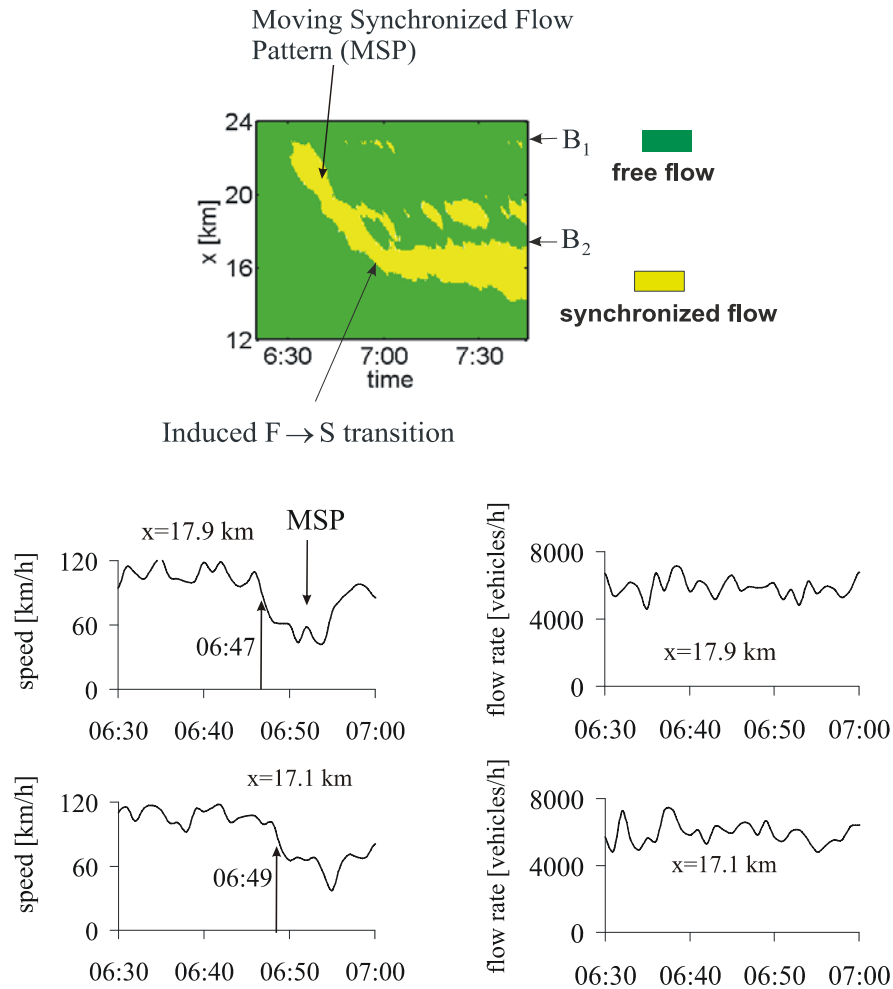 Moving Synchronized Flow
Pattern (MSP)
24
20
16
12
x [km]
6:30 7:00 7:30
time
B1
B2
free flow
synchronized flow
Induced F → S transition
speed [km/h]
120
60
0
x=17.9 km
MSP
06:47
06:30 06:40 06:50 07:00
flow rate [vehicles/h]
8000
4000
0
x=17.9 km
06:30 06:40 06:50 07:00
speed [km/h]
120
60
0
x=17.1 km
06:49
06:30 06:40 06:50 07:00
flow rate [vehicles/h]
8000
4000
0
x=17.1 km
06:30 06:40 06:50 07:00